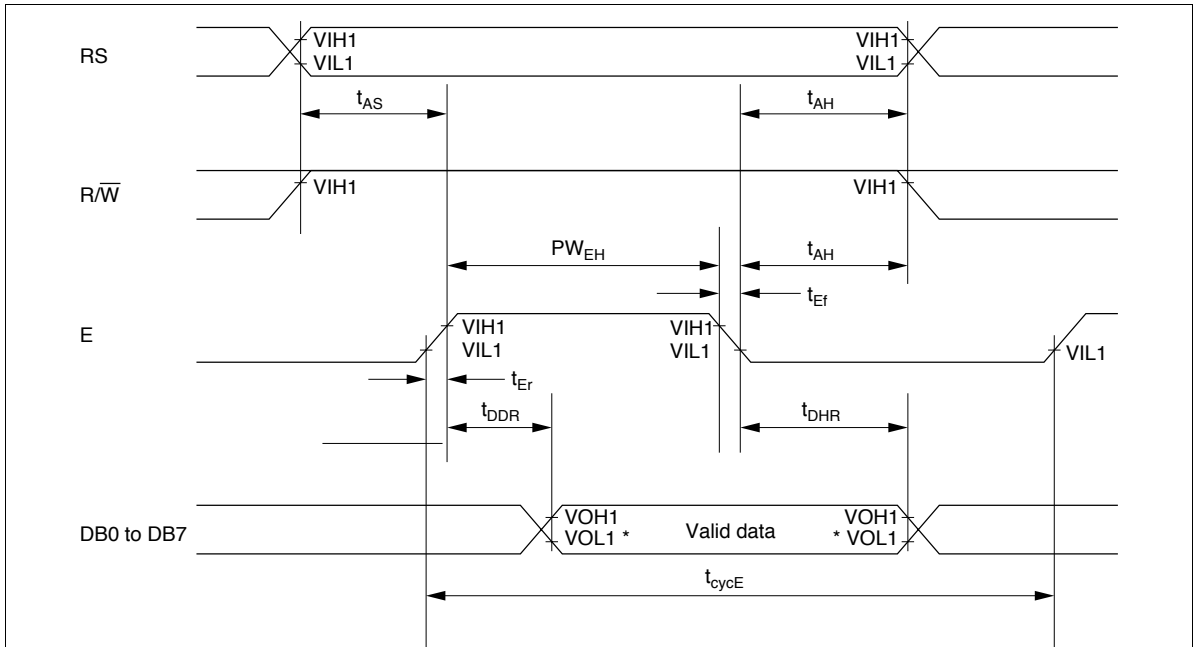 RS
VIH1
VIL1
VIH1
VIL1
tAS
tAH
R/W̅
VIH1
VIH1
PWEH
tAH
tEf
E
VIH1
VIL1
VIH1
VIL1
VIL1
tEr
tDDR
tDHR
DB0 to DB7
VOH1
VOL1 *
Valid data
VOH1
* VOL1
tcycE